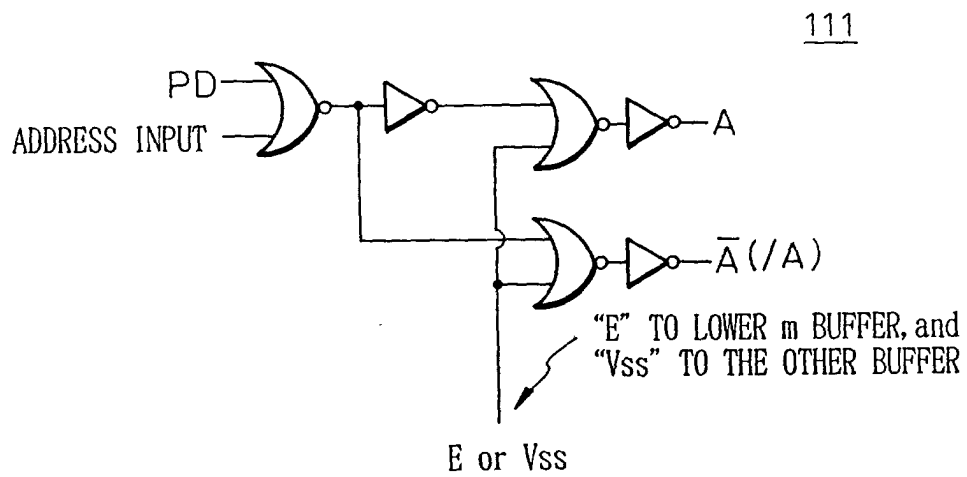 111
PD
ADDRESS INPUT
A
A̅ (/A)
“E” TO LOWER m BUFFER, and
“Vss” TO THE OTHER BUFFER
E or Vss